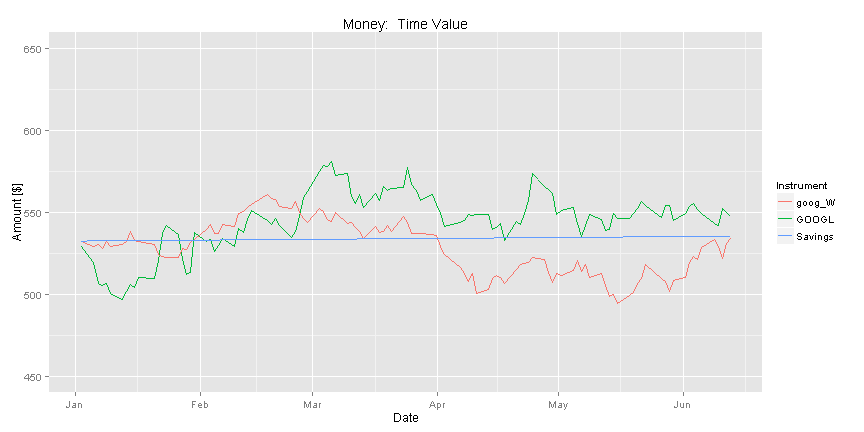 Money:  Time Value
Amount [$]
650
600
550
500
450
Jan
Feb
Mar
Apr
May
Jun
Date
Instrument
goog_W
GOOGL
Savings